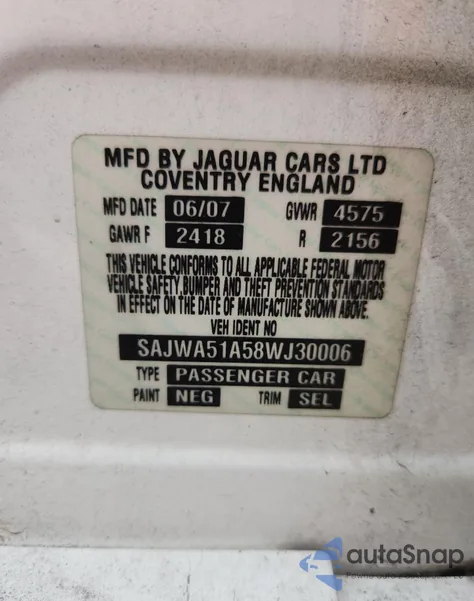 MFD BY JAGUAR CARS LTD
COVENTRY ENGLAND
MFD DATE 06/07 GVWR 4575
GAWR F 2418 R 2156
THIS VEHICLE CONFORMS TO ALL APPLICABLE FEDERAL MOTOR
VEHICLE SAFETY, BUMPER AND THEFT PREVENTION STANDARDS
IN EFFECT ON THE DATE OF MANUFACTURE SHOWN ABOVE.
VEH IDENT NO
SAJWA51A58WJ30006
TYPE PASSENGER CAR
PAINT NEG TRIM SEL
autoSnap